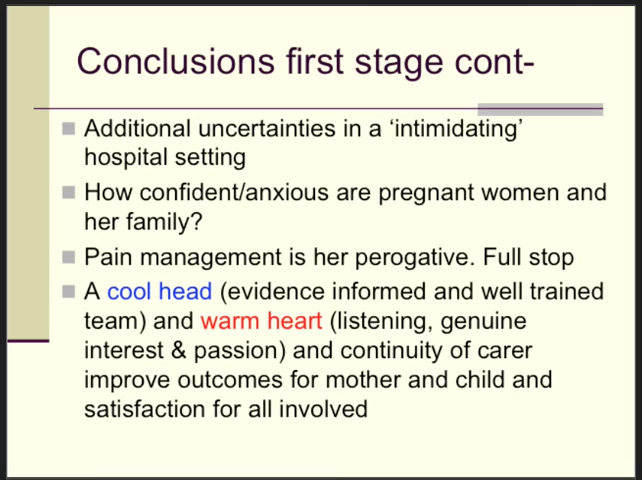 Conclusions first stage cont-
Additional uncertainties in a ‘intimidating’
hospital setting
How confident/anxious are pregnant women and
her family?
Pain management is her perogative. Full stop
A cool head (evidence informed and well trained
team) and warm heart (listening, genuine
interest & passion) and continuity of carer
improve outcomes for mother and child and
satisfaction for all involved